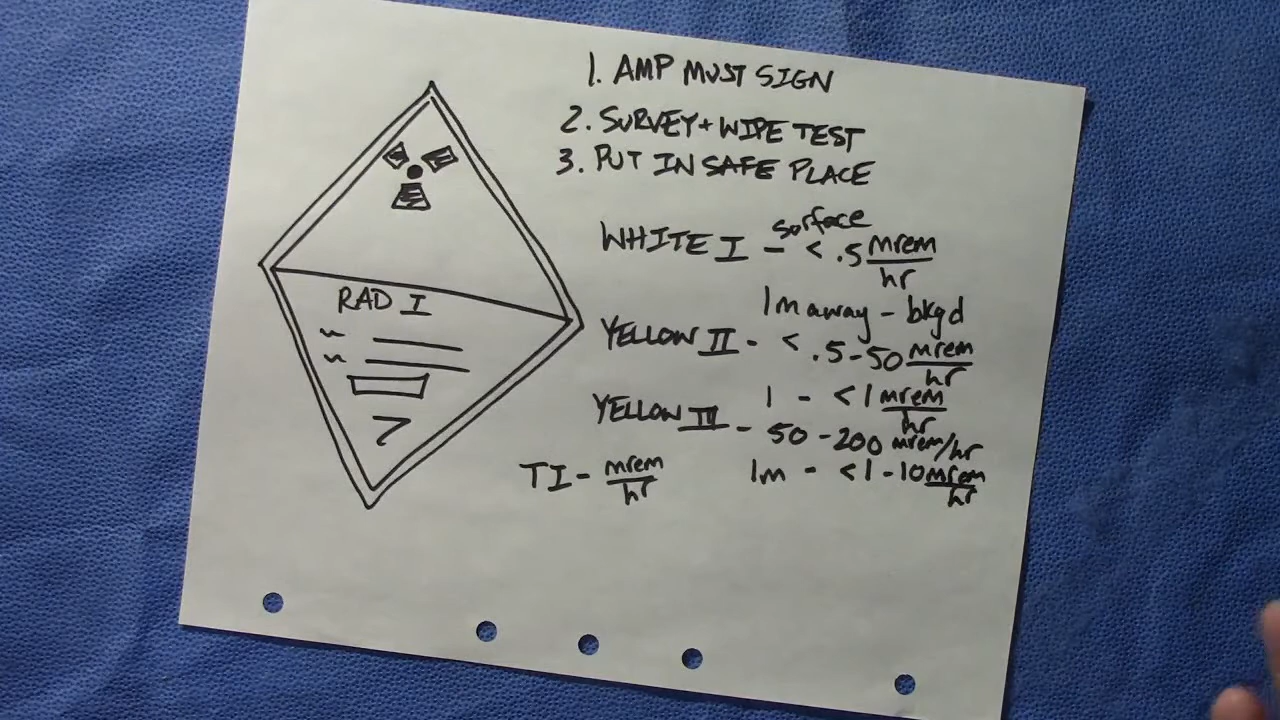 1. AMP MUST SIGN
2. SURVEY + WIPE TEST
3. PUT IN SAFE PLACE
WHITE I - surface < .5 mrem/hr
1m away - bkgd
YELLOW II - < .5-50 mrem/hr
1 - < 1 mrem/hr
YELLOW III - 50 - 200 mrem/hr
1m - < 1 - 10 mrem/hr
TI - mrem/hr
RAD I
7